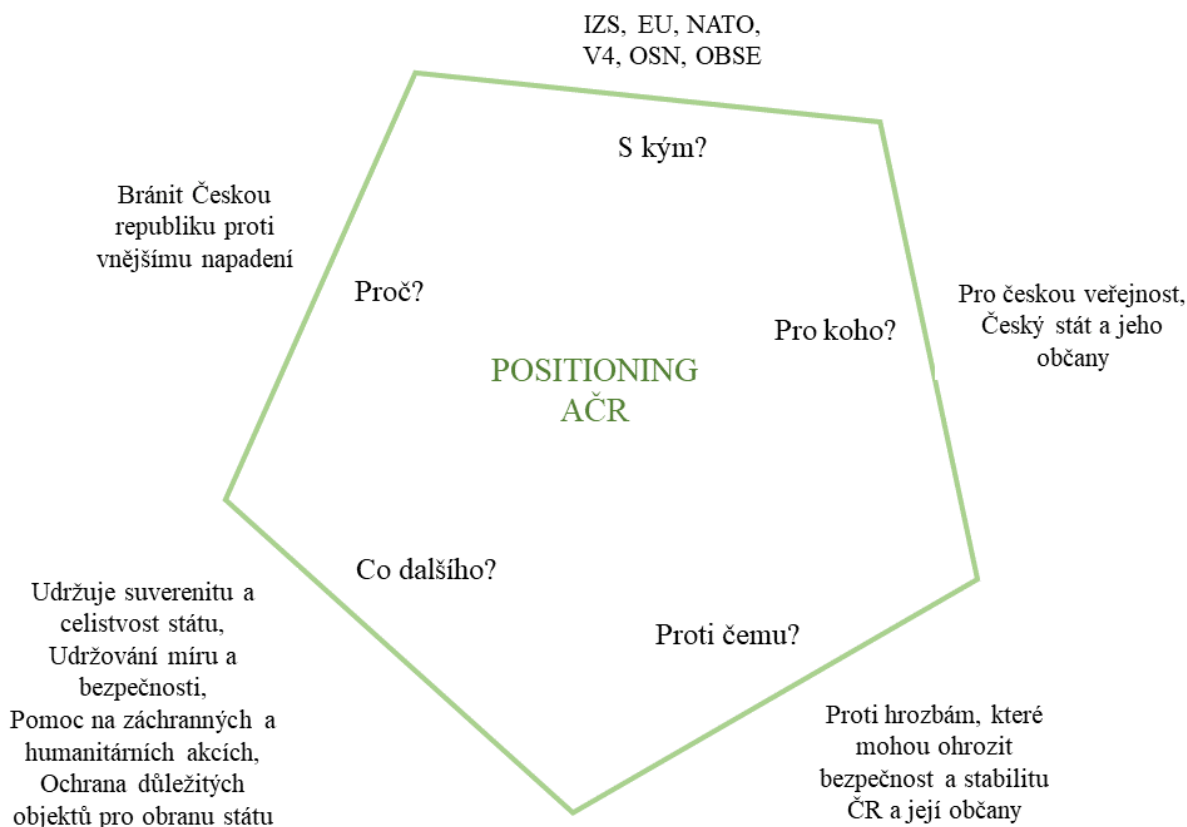 IZS, EU, NATO,
V4, OSN, OBSE
S kým?
Bránit Českou
republiku proti
vnějšímu napadení
Proč?
Pro koho?
Pro českou veřejnost,
Český stát a jeho
občany
POSITIONING
AČR
Co dalšího?
Udržuje suverenitu a
celistvost státu,
Udržování míru a
bezpečnosti,
Pomoc na záchranných a
humanitárních akcích,
Ochrana důležitých
objektů pro obranu státu
Proti čemu?
Proti hrozbám, které
mohou ohrozit
bezpečnost a stabilitu
ČR a její občany